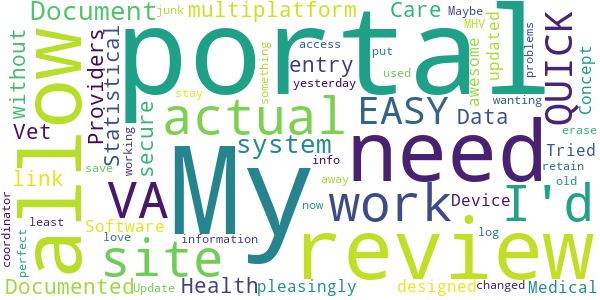 junk
Maybe
Document
multiplatform
Care
MHV
problems
portal
access
put
updated
allow
without
Providers
Statistical
entry
something
awesome
QUICK
yesterday
used
wanting
Concept
secure
actual
EASY
Data
Vet
working
system
need
Tried
erase
My
link
save
info
away
retain
VA
work
I'd
old
coordinator
least
Device
Software
love
now
log
review
perfect
site
information
Documented
Update
Health
pleasingly
stay
designed
changed
Medical